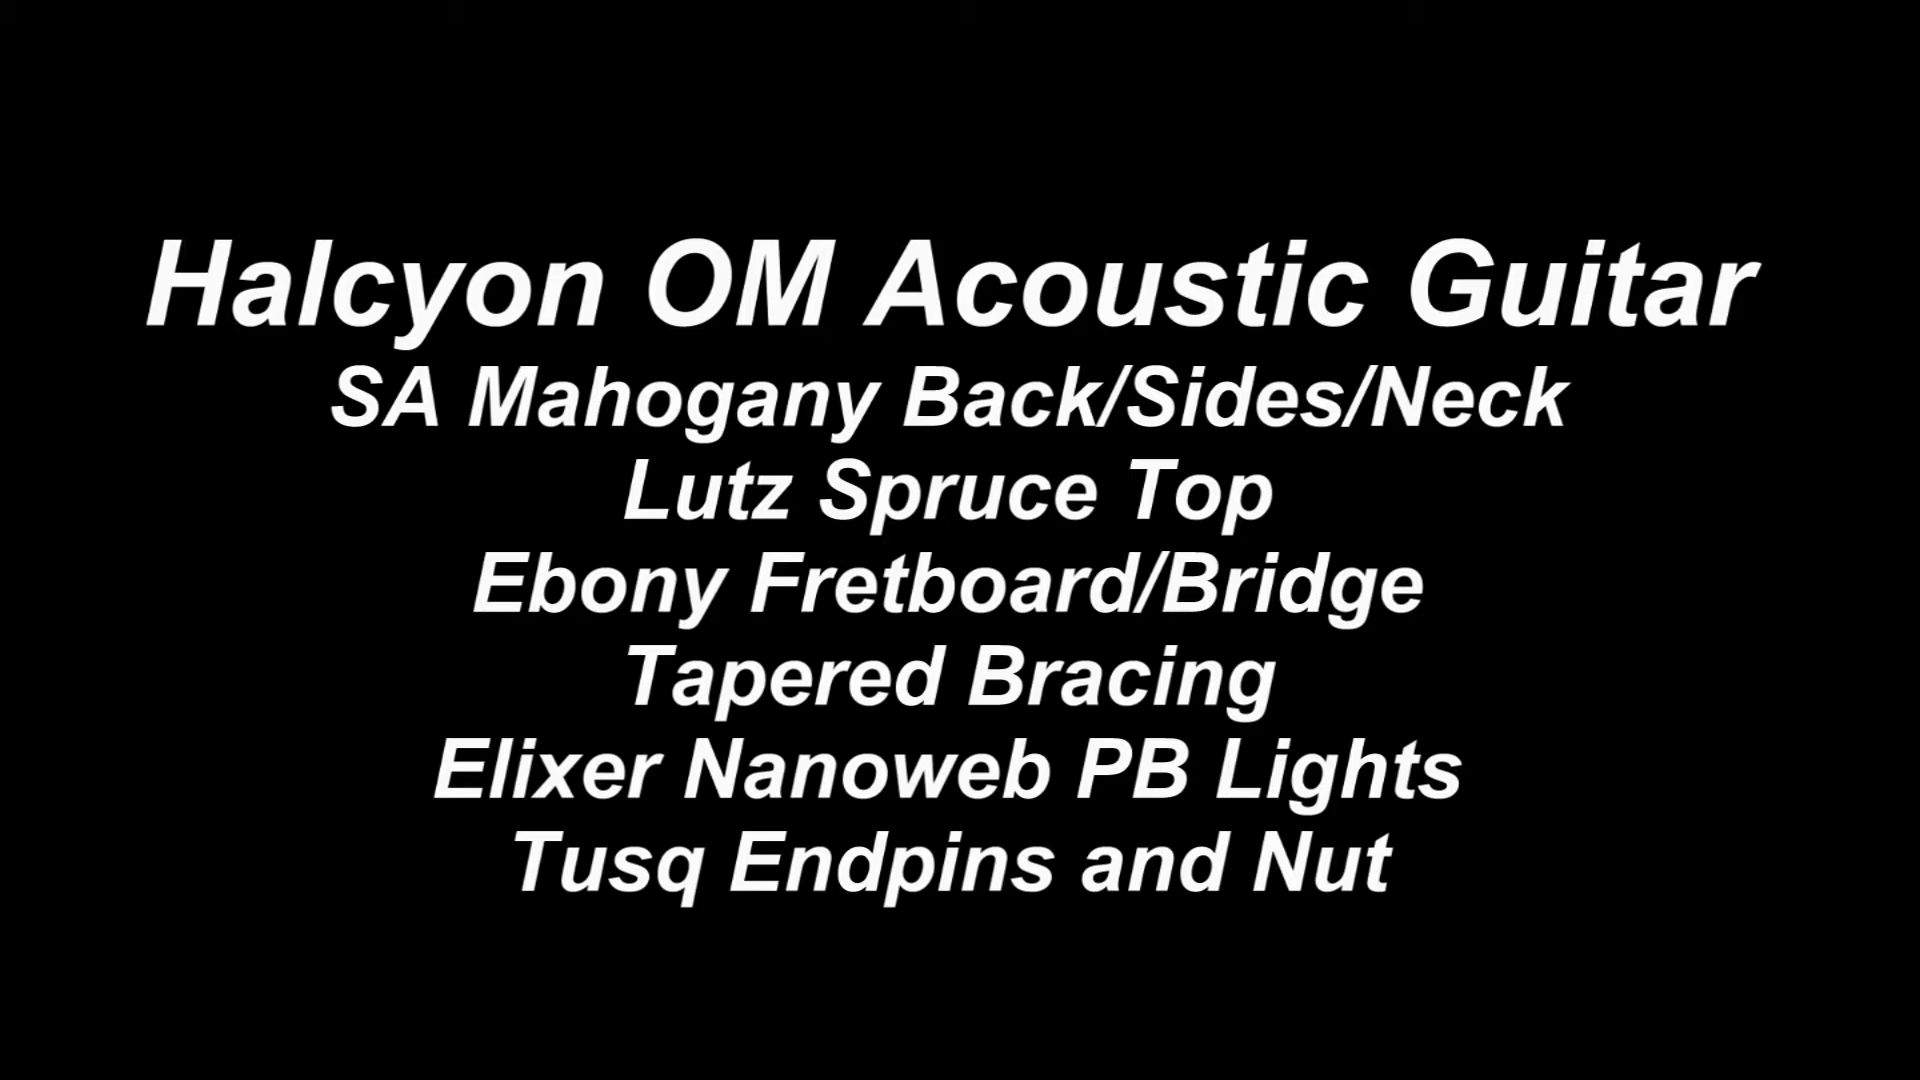 Halcyon OM Acoustic Guitar
SA Mahogany Back/Sides/Neck
Lutz Spruce Top
Ebony Fretboard/Bridge
Tapered Bracing
Elixer Nanoweb PB Lights
Tusq Endpins and Nut